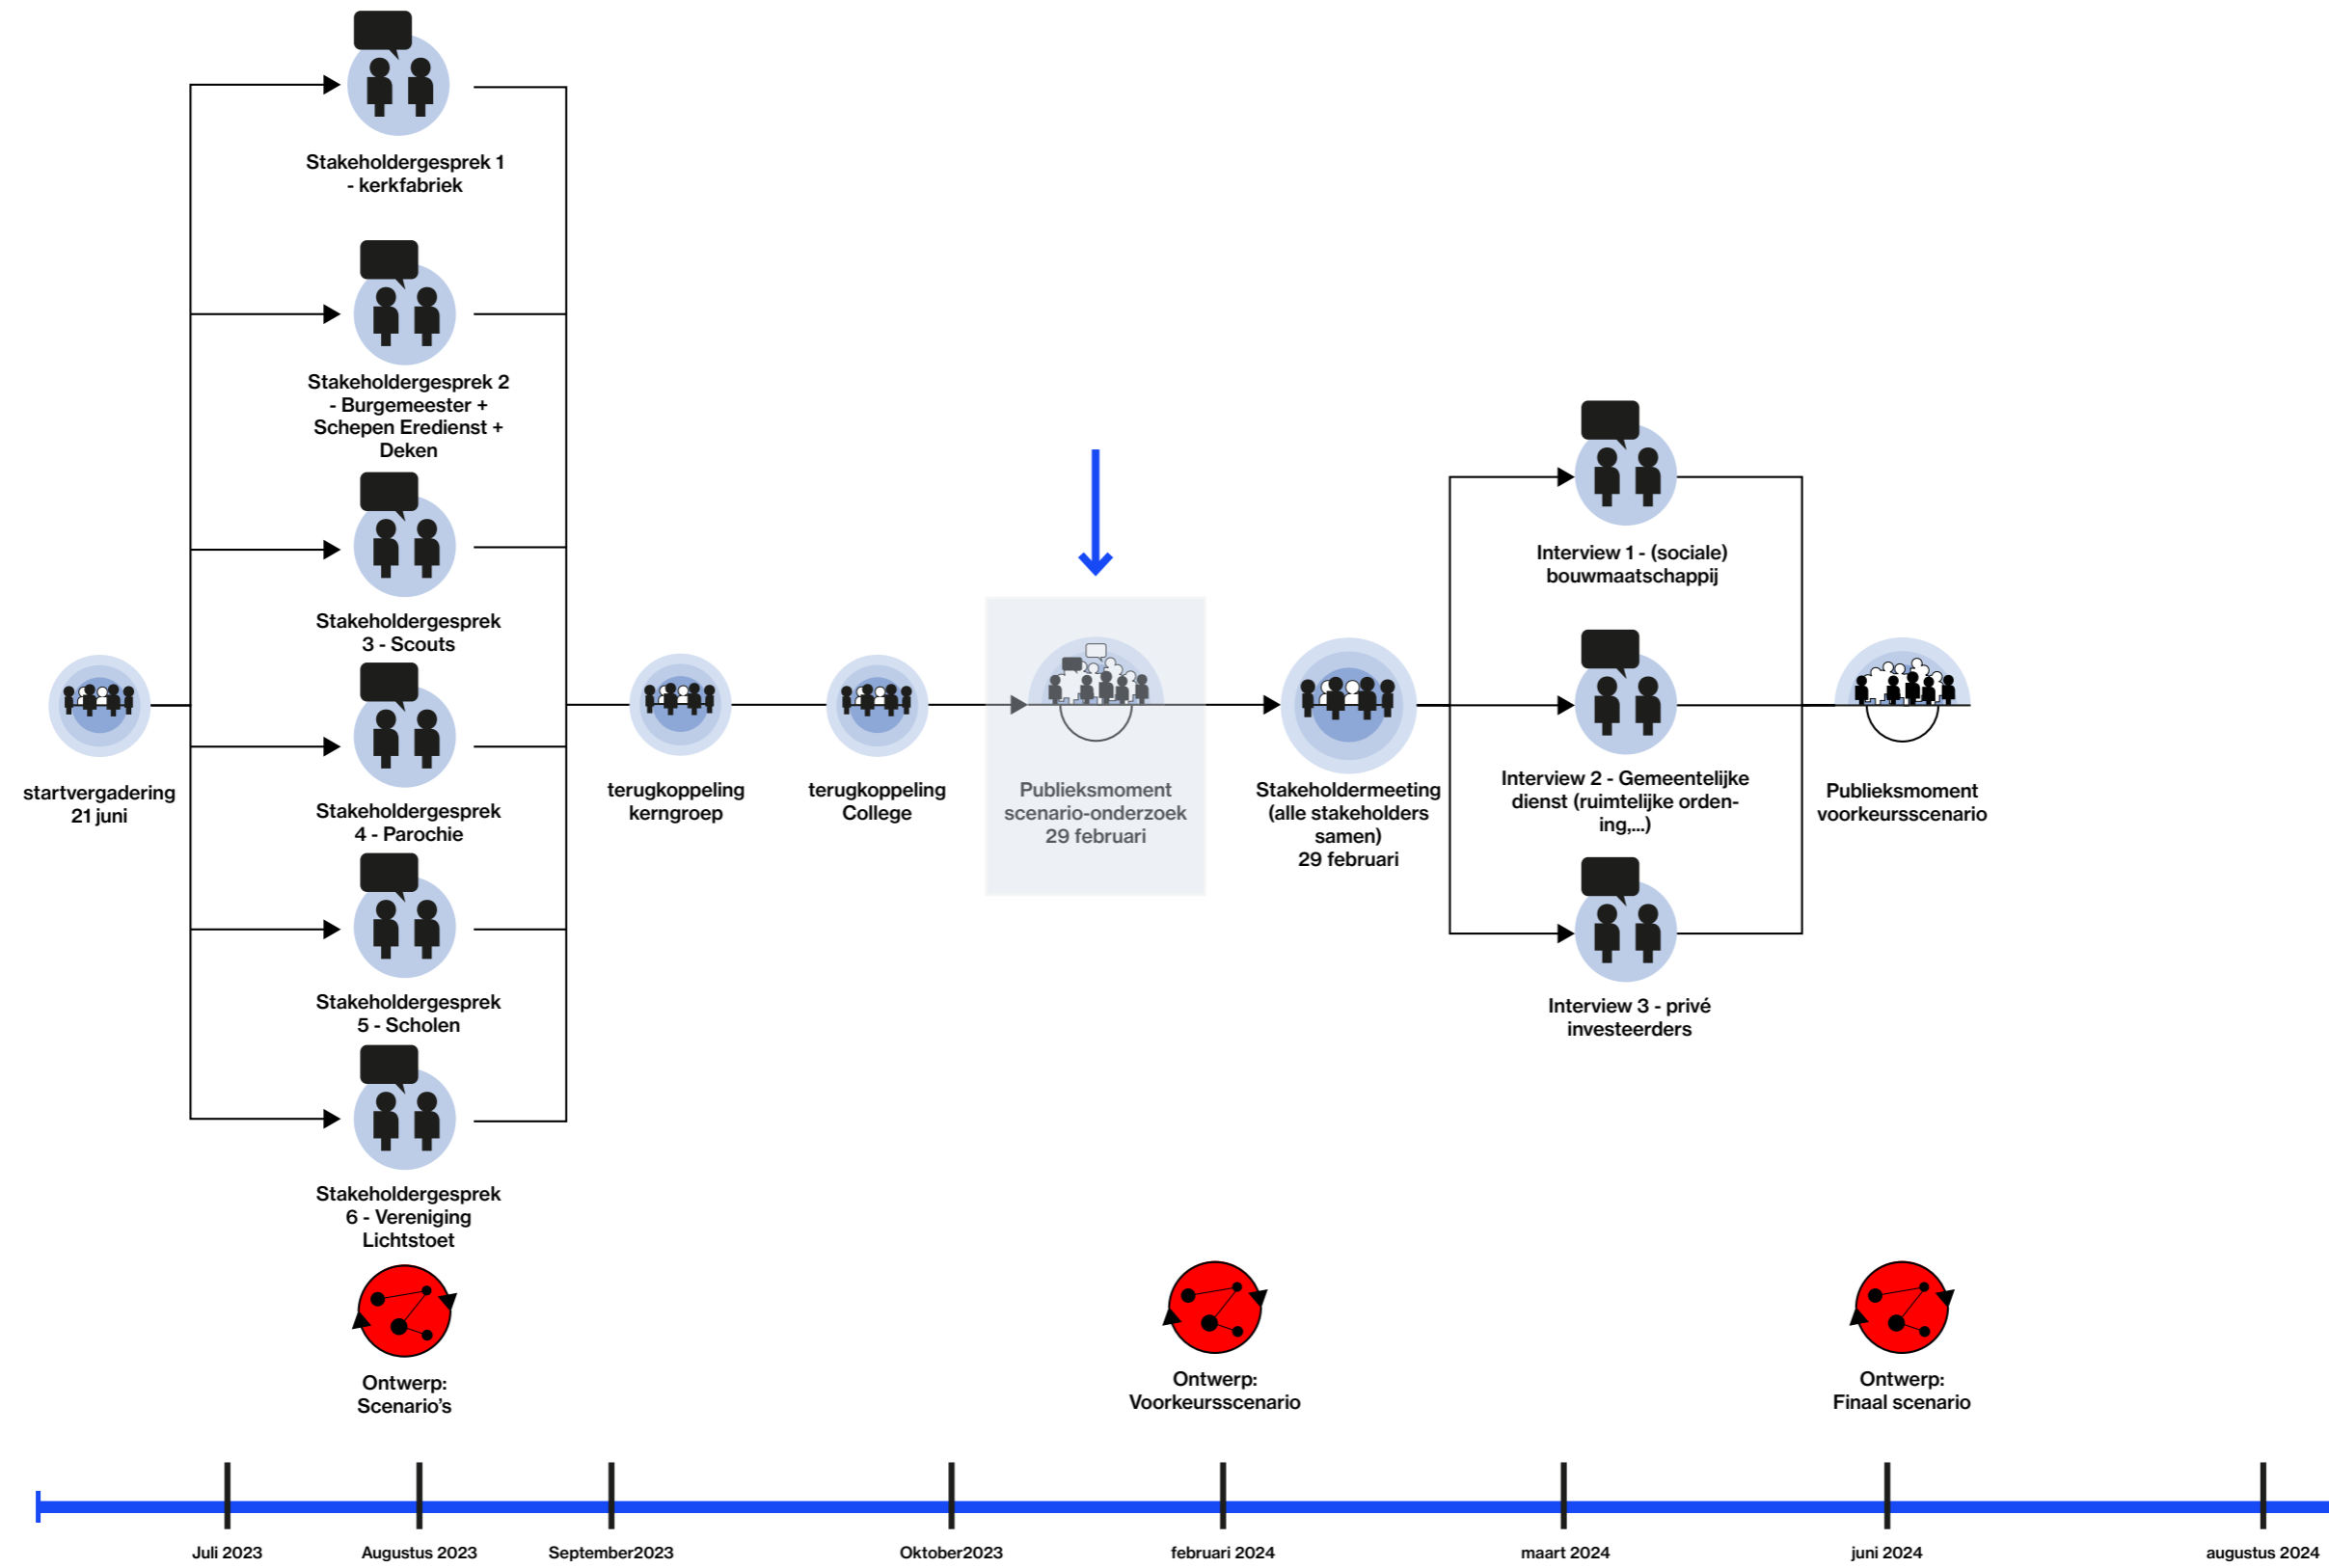 Stakeholdergesprek 1
- kerkfabriek
Stakeholdergesprek 2
- Burgemeester +
Schepen Eredienst +
Deken
Stakeholdergesprek
3 - Scouts
Stakeholdergesprek
4 - Parochie
Stakeholdergesprek
5 - Scholen
Stakeholdergesprek
6 - Vereniging
Lichtstoet
startvergadering
21 juni
terugkoppeling
kerngroep
terugkoppeling
College
Publieksmoment
scenario-onderzoek
29 februari
Stakeholdermeeting
(alle stakeholders
samen)
29 februari
Interview 1 - (sociale)
bouwmaatschappij
Interview 2 - Gemeentelijke
dienst (ruimtelijke orden-
ing,...)
Interview 3 - privé
investeerders
Publieksmoment
voorkeursscenario
Ontwerp:
Scenario's
Ontwerp:
Voorkeursscenario
Ontwerp:
Finaal scenario
Juli 2023
Augustus 2023
September2023
Oktober2023
februari 2024
maart 2024
juni 2024
augustus 2024